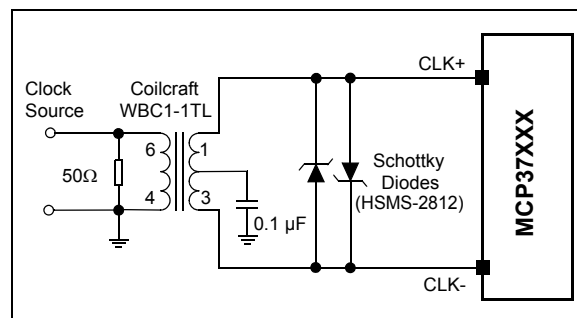 Clock
Source
Coilcraft
WBC1-1TL
50Ω
6
4
1
3
0.1 µF
Schottky
Diodes
(HSMS-2812)
CLK+
CLK-
MCP37XXX